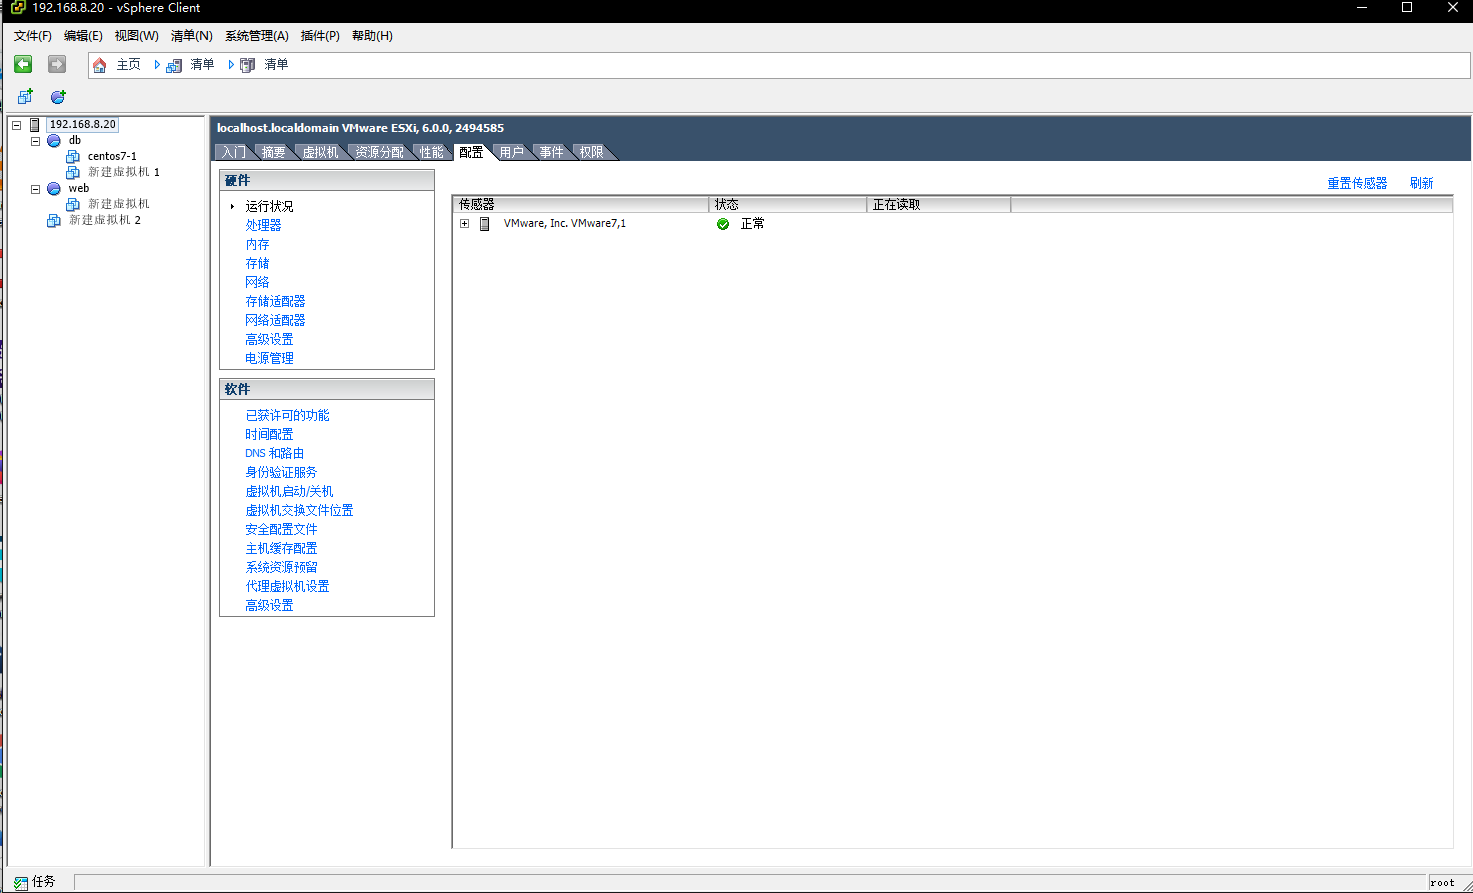 192.168.8.20 - vSphere Client
文件(F) 编辑(E) 视图(W) 清单(N) 系统管理(A) 插件(P) 帮助(H)
主页 清单 清单
192.168.8.20
db
centos7-1
新建虚拟机 1
web
新建虚拟机
新建虚拟机 2
localhost.localdomain VMware ESXi, 6.0.0, 2494585
入门 摘要 虚拟机 资源分配 性能 配置 用户 事件 权限
硬件
运行状况
处理器
内存
存储
网络
存储适配器
网络适配器
高级设置
电源管理
软件
已获许可的功能
时间配置
DNS 和路由
身份验证服务
虚拟机启动/关机
虚拟机交换文件位置
安全配置文件
主机缓存配置
系统资源预留
代理虚拟机设置
高级设置
重置传感器 刷新
传感器 状态 正在读取
VMware, Inc. VMware7,1 正常
任务 root